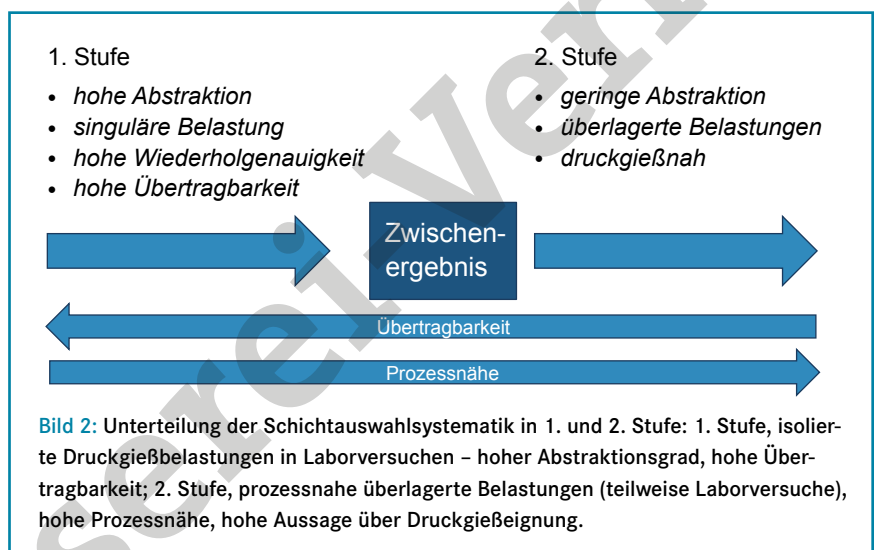 1. Stufe
• hohe Abstraktion
• singuläre Belastung
• hohe Wiederholgenauigkeit
• hohe Übertragbarkeit
2. Stufe
• geringe Abstraktion
• überlagerte Belastungen
• druckgießnah
Zwischen-
ergebnis
Übertragbarkeit
Prozessnähe
Bild 2: Unterteilung der Schichtauswahlsystematik in 1. und 2. Stufe: 1. Stufe, isolier-
te Druckgießbelastungen in Laborversuchen – hoher Abstraktionsgrad, hohe Über-
tragbarkeit; 2. Stufe, prozessnahe überlagerte Belastungen (teilweise Laborversuche),
hohe Prozessnähe, hohe Aussage über Druckgießeignung.